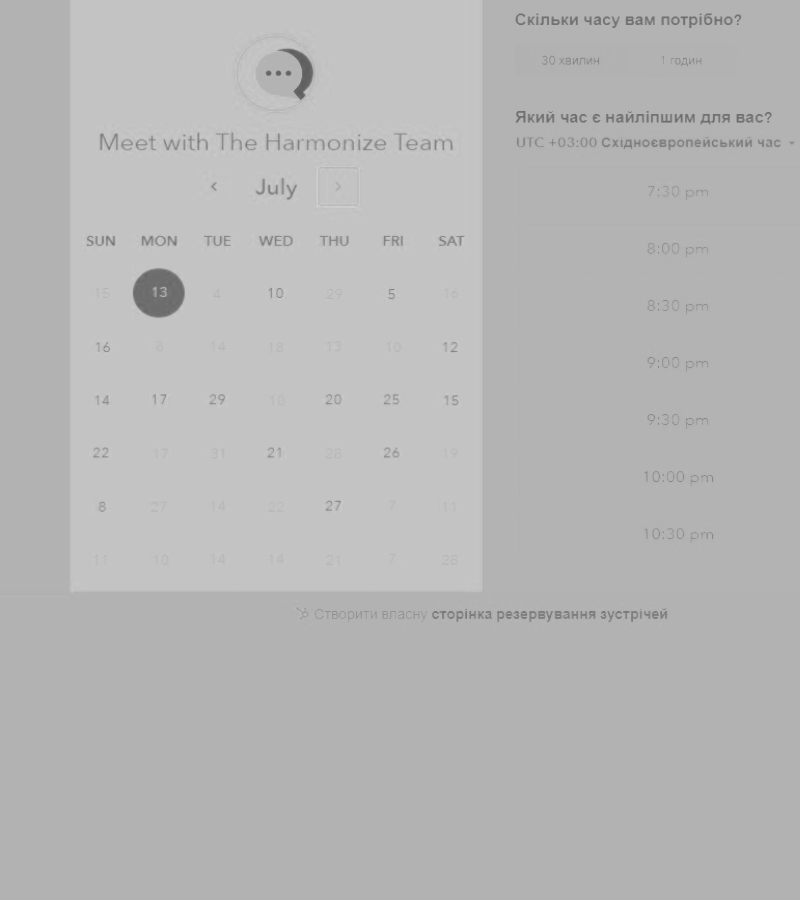 Meet with The Harmonize Team
July
SUN MON TUE WED THU FRI SAT
15 13 4 10 29 5 16
16 8 14 18 13 10 12
14 17 29 18 20 25 15
22 17 31 21 28 26 19
8 27 14 22 27 7 11
11 10 14 14 21 7 28
Скільки часу вам потрібно?
30 хвилин 1 годин
Який час є найліпшим для вас?
UTC +03:00 Східноєвропейський час
7:30 pm
8:00 pm
8:30 pm
9:00 pm
9:30 pm
10:00 pm
10:30 pm
Створити власну сторінка резервування зустрічей